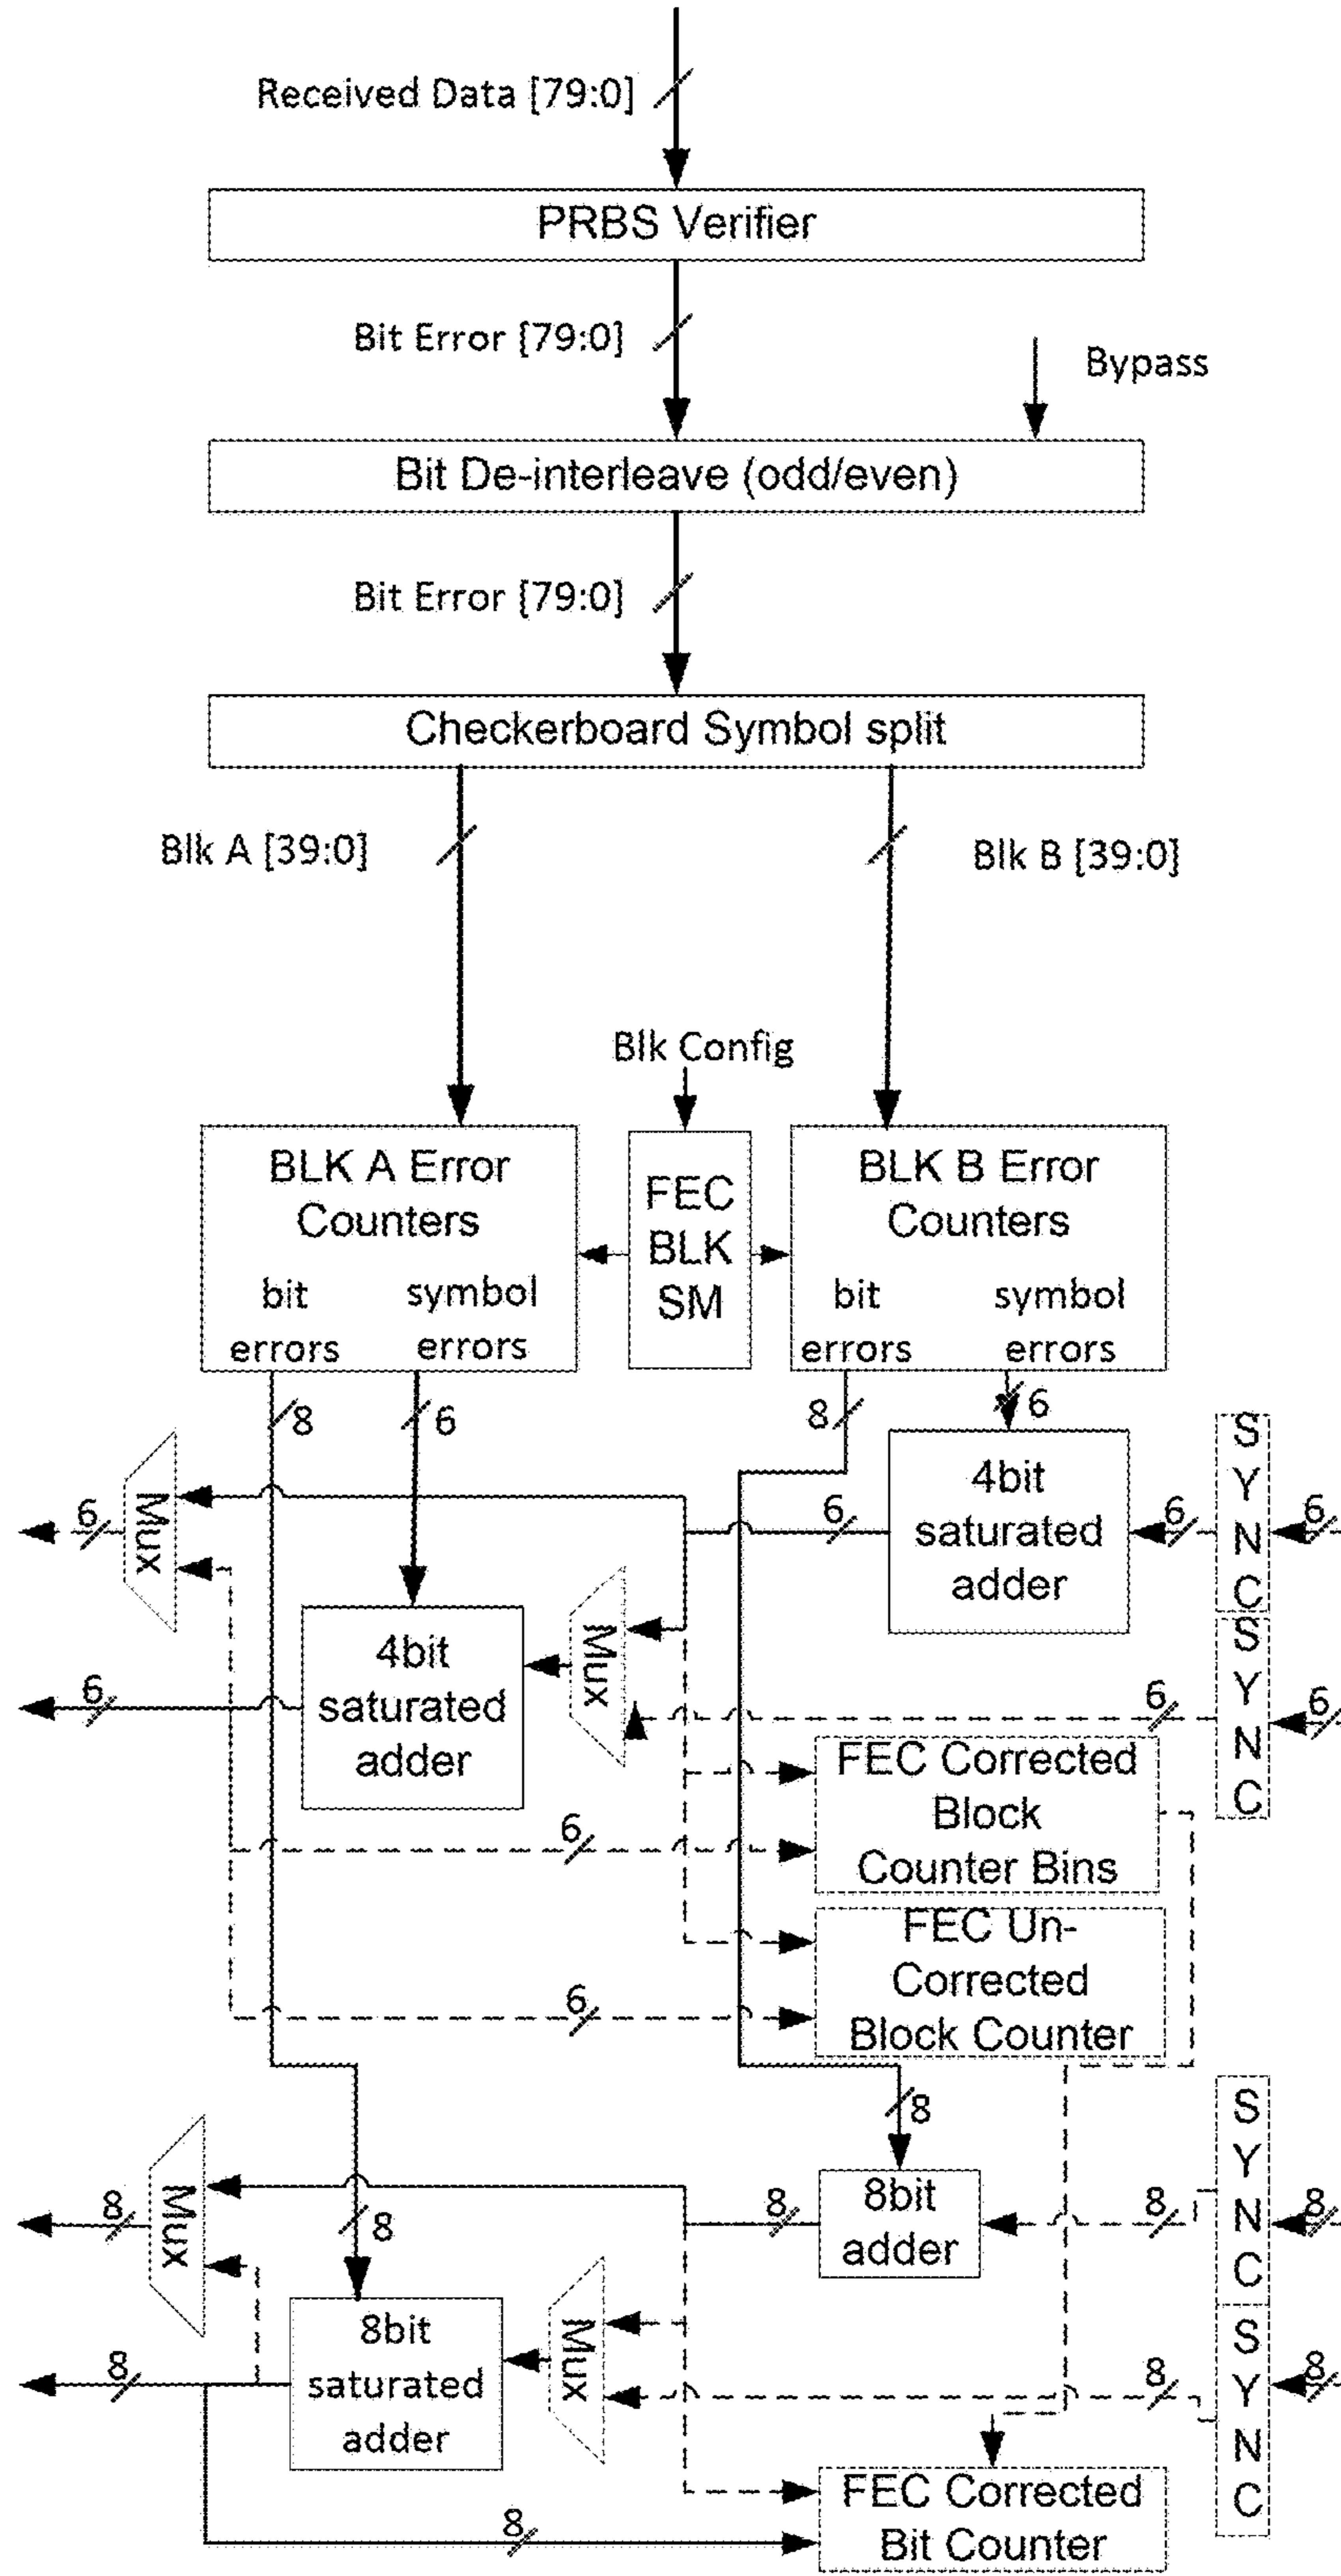 Received Data [79:0]
PRBS Verifier
Bit Error [79:0]
Bypass
Bit De-interleave (odd/even)
Bit Error [79:0]
Checkerboard Symbol split
Blk A [39:0]
Blk B [39:0]
Blk Config
BLK A Error
Counters
bit
errors
symbol
errors
FEC
BLK
SM
BLK B Error
Counters
bit
errors
symbol
errors
8
6
8
6
Mux
6
4bit
saturated
adder
6
6
SYNC
6
4bit
saturated
adder
6
Mux
6
SYNC
6
FEC Corrected
Block
Counter Bins
6
FEC Un-
Corrected
Block Counter
6
8
Mux
8
8
8
8bit
adder
8
SYNC
8
8bit
saturated
adder
8
Mux
8
SYNC
8
FEC Corrected
Bit Counter
8